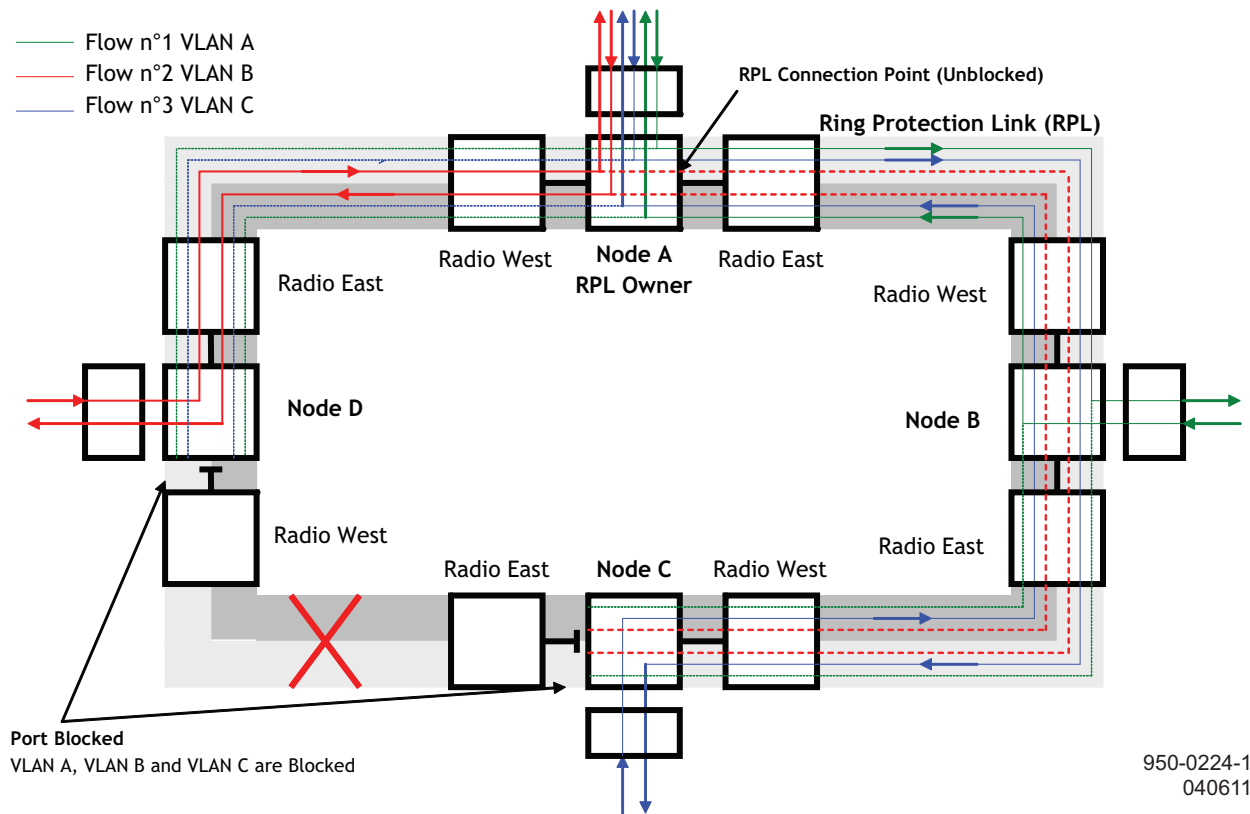 Flow n°1 VLAN A
Flow n°2 VLAN B
Flow n°3 VLAN C
RPL Connection Point (Unblocked)
Ring Protection Link (RPL)
Radio West
Node A
RPL Owner
Radio East
Radio East
Radio West
Node D
Node B
Radio West
Radio East
Radio East
Node C
Radio West
Port Blocked
VLAN A, VLAN B and VLAN C are Blocked
950-0224-1
040611